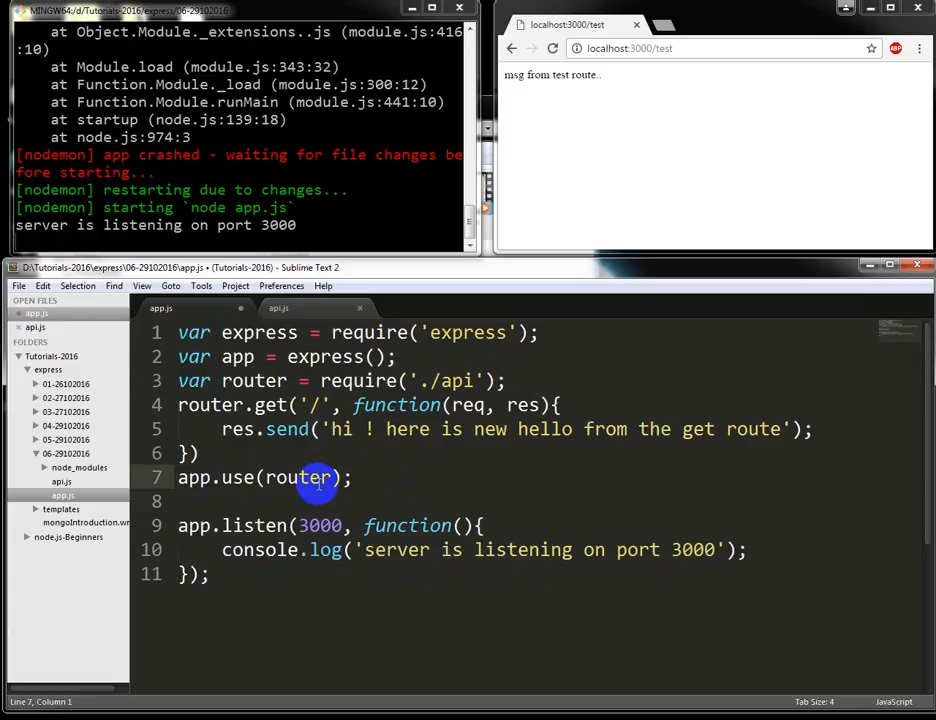 MINGW64:/d/Tutorials-2016/express/06-29102016
at Object.Module._extensions..js (module.js:416
:10)
at Module.load (module.js:343:32)
at Function.Module._load (module.js:300:12)
at Function.Module.runMain (module.js:441:10)
at startup (node.js:139:18)
at node.js:974:3
[nodemon] app crashed - waiting for file changes be
fore starting...
[nodemon] restarting due to changes...
[nodemon] starting `node app.js`
server is listening on port 3000
localhost:3000/test
localhost:3000/test
ABP
msg from test route..
D:\Tutorials-2016\express\06-29102016\app.js • (Tutorials-2016) - Sublime Text 2
File Edit Selection Find View Goto Tools Project Preferences Help
OPEN FILES
app.js
api.js
FOLDERS
Tutorials-2016
express
01-26102016
02-27102016
03-27102016
04-29102016
05-29102016
06-29102016
node_modules
api.js
app.js
templates
mongoIntroduction.wr
node.js-Beginners
app.js
api.js
1 var express = require('express');
2 var app = express();
3 var router = require('./api');
4 router.get('/', function(req, res){
5 res.send('hi ! here is new hello from the get route');
6 })
7 app.use(router);
8
9 app.listen(3000, function(){
10 console.log('server is listening on port 3000');
11 });
Line 7, Column 1
Tab Size: 4
JavaScript